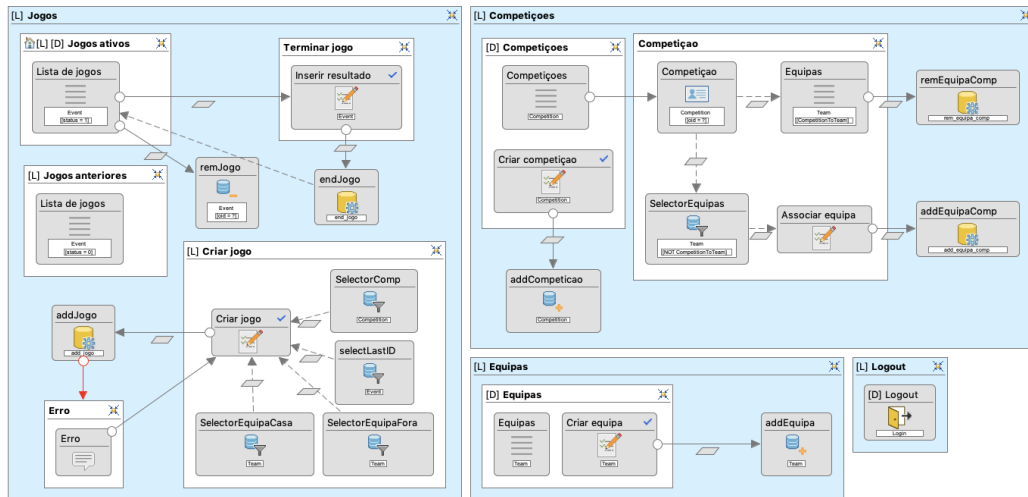 [L] Jogos
[L] [D] Jogos ativos
Lista de jogos
Event
[[status = 1]]
Terminar jogo
Inserir resultado
Event
remJogo
Event
[[oid = ?]]
endJogo
end_jogo
[L] Jogos anteriores
Lista de jogos
Event
[[status = 0]]
[L] Criar jogo
SelectorComp
Competition
Criar jogo
selectLastID
Event
SelectorEquipaCasa
Team
SelectorEquipaFora
Team
addJogo
add_jogo
Erro
Erro
[L] Competiçoes
[D] Competiçoes
Competiçoes
Competition
Criar competiçao
Competition
addCompeticao
Competition
Competiçao
Competiçao
Competition
[[oid = ?]]
Equipas
Team
[[CompetitionToTeam]]
SelectorEquipas
Team
[[NOT CompetitionToTeam]]
Associar equipa
remEquipaComp
rem_equipa_comp
addEquipaComp
add_equipa_comp
[L] Equipas
[D] Equipas
Equipas
Team
Criar equipa
Team
addEquipa
Team
[L] Logout
[D] Logout
Login